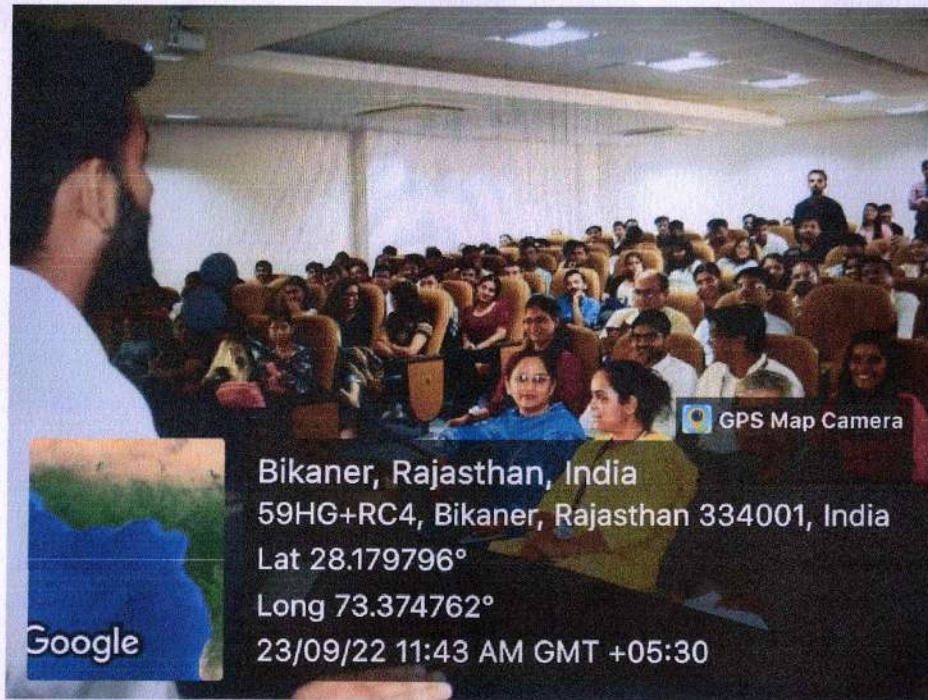 GPS Map Camera
Bikaner, Rajasthan, India
59HG+RC4, Bikaner, Rajasthan 334001, India
Lat 28.179796°
Long 73.374762°
23/09/22 11:43 AM GMT +05:30
Google